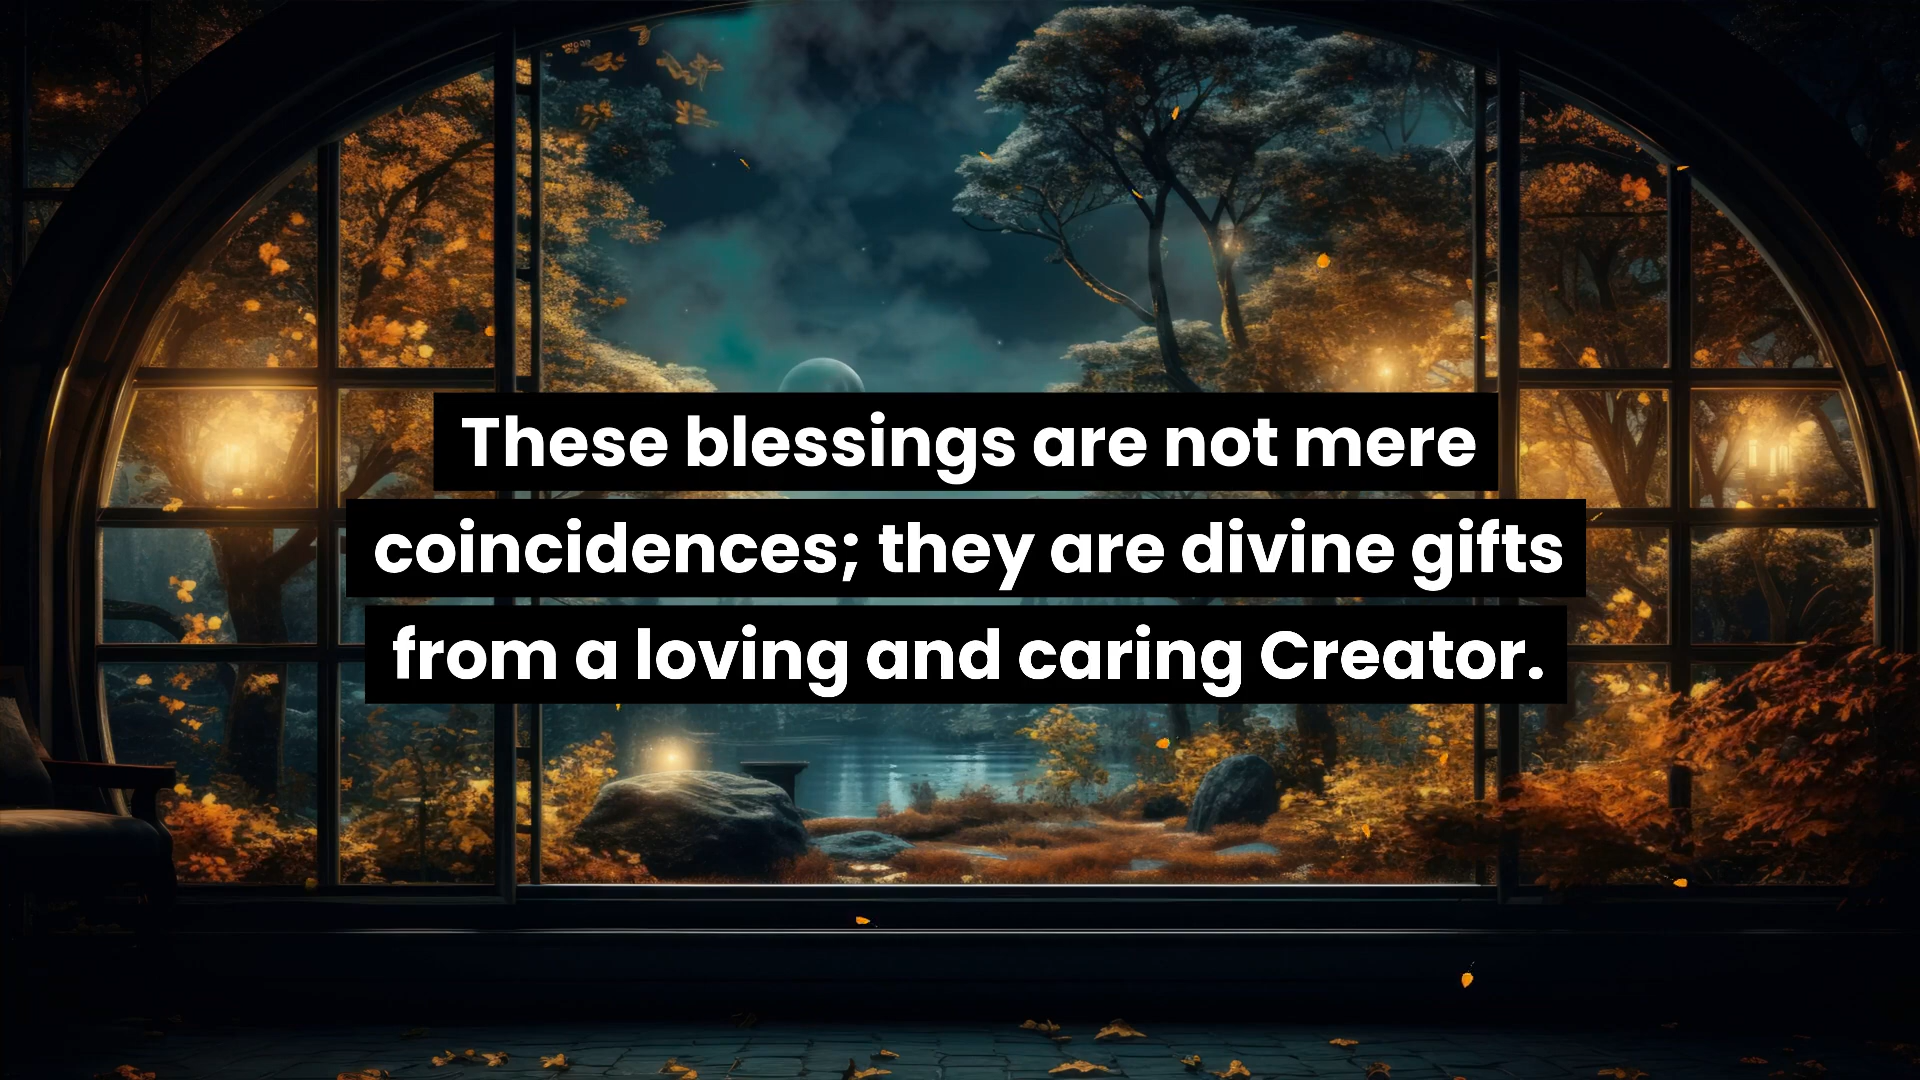 These blessings are not mere
coincidences; they are divine gifts
from a loving and caring Creator.